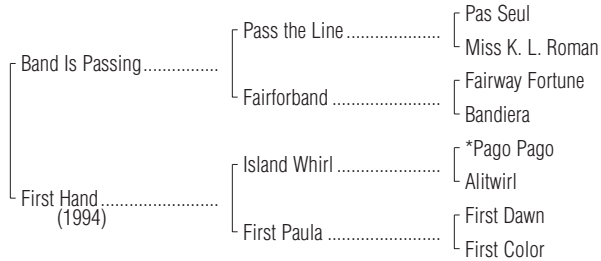 Pas Seul
Pass the Line
Miss K. L. Roman
Band Is Passing
Fairway Fortune
Fairforband
Bandiera
*Pago Pago
Island Whirl
Alitwirl
First Hand
(1994)
First Dawn
First Paula
First Color